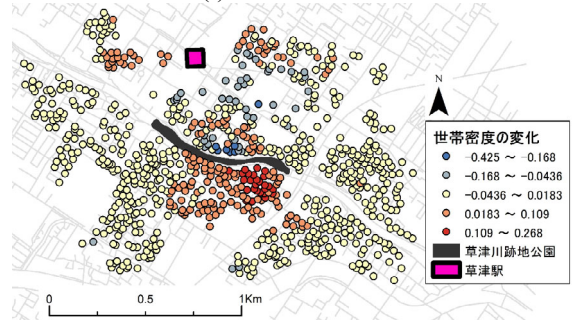 N
世帯密度の変化
-0.425 ～ -0.168
-0.168 ～ -0.0436
-0.0436 ～ 0.0183
0.0183 ～ 0.109
0.109 ～ 0.268
草津川跡地公園
草津駅
0 0.5 1Km